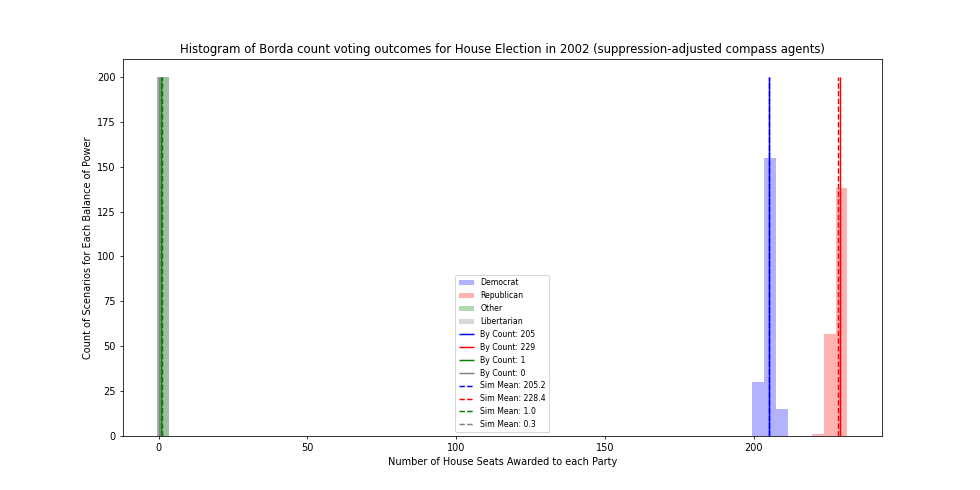 Histogram of Borda count voting outcomes for House Election in 2002 (suppression-adjusted compass agents)
Count of Scenarios for Each Balance of Power
200
175
150
125
100
75
50
25
0
Democrat
Republican
Other
Libertarian
By Count: 205
By Count: 229
By Count: 1
By Count: 0
Sim Mean: 205.2
Sim Mean: 228.4
Sim Mean: 1.0
Sim Mean: 0.3
0 50 100 150 200
Number of House Seats Awarded to each Party